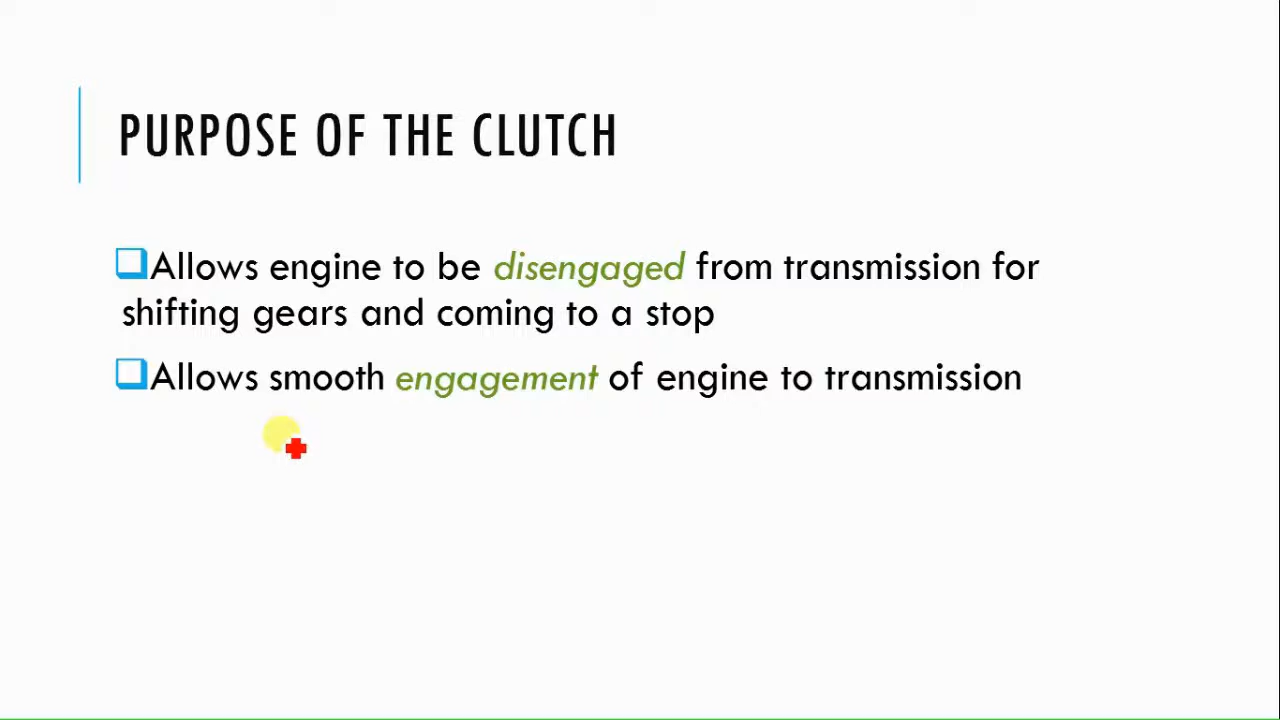 PURPOSE OF THE CLUTCH
Allows engine to be disengaged from transmission for
shifting gears and coming to a stop
Allows smooth engagement of engine to transmission